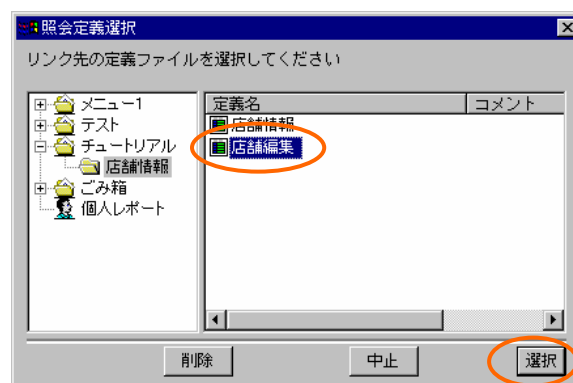 照会定義選択
リンク先の定義ファイルを選択してください
メニュー1
テスト
チュートリアル
店舗情報
ごみ箱
個人レポート
定義名 コメント
店舗情報
店舗編集
削除 中止 選択